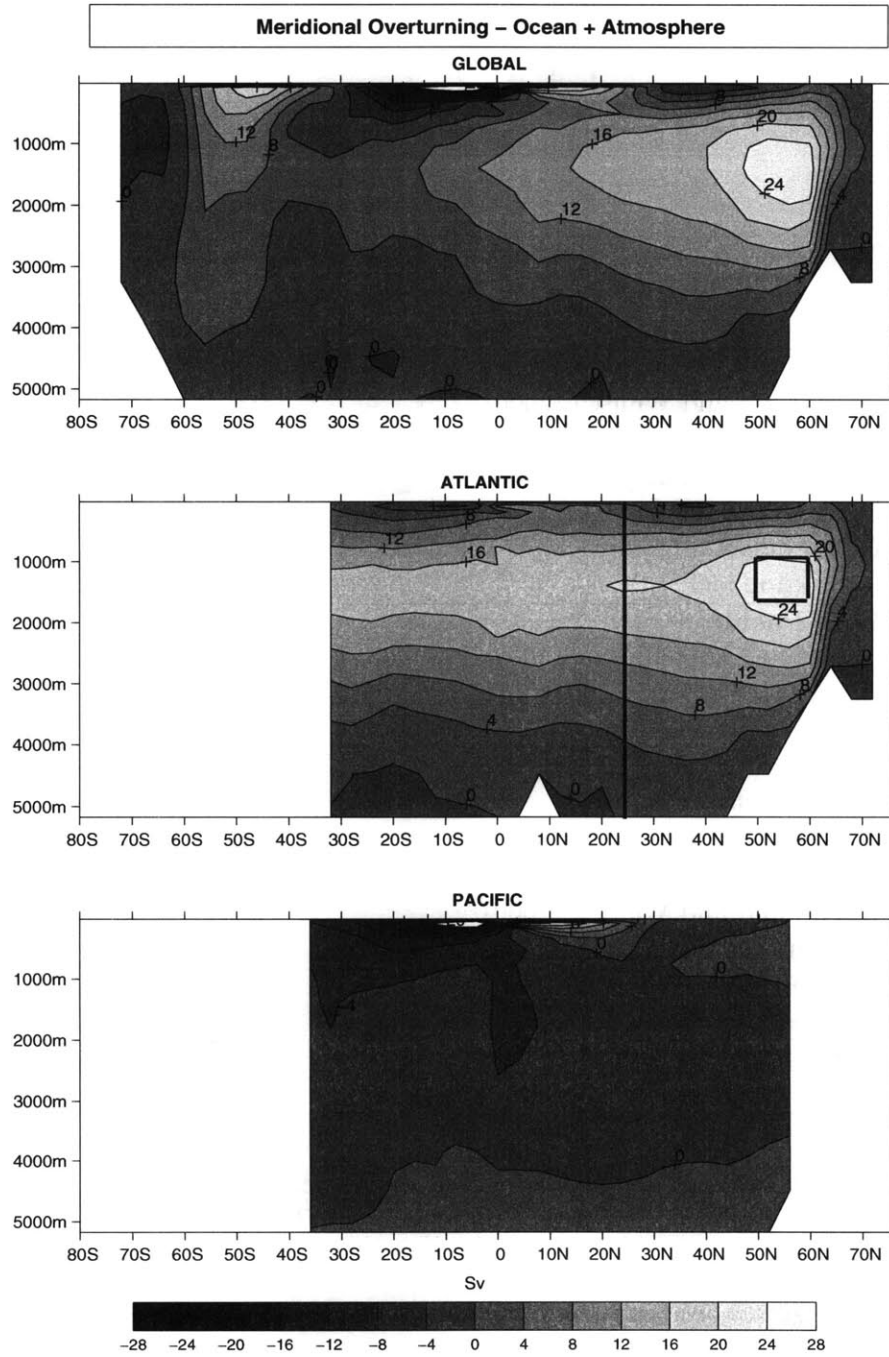 Meridional Overturning – Ocean + Atmosphere
GLOBAL
1000m
2000m
3000m
4000m
5000m
12
8
0
16
12
8
20
24
4
0
8
0
0
0
0
80S 70S 60S 50S 40S 30S 20S 10S 0 10N 20N 30N 40N 50N 60N 70N
ATLANTIC
1000m
2000m
3000m
4000m
5000m
8
12
16
4
4
20
24
4
0
12
8
8
0
0
80S 70S 60S 50S 40S 30S 20S 10S 0 10N 20N 30N 40N 50N 60N 70N
PACIFIC
1000m
2000m
3000m
4000m
5000m
0
0
-4
0
80S 70S 60S 50S 40S 30S 20S 10S 0 10N 20N 30N 40N 50N 60N 70N
Sv
−28 −24 −20 −16 −12 −8 −4 0 4 8 12 16 20 24 28